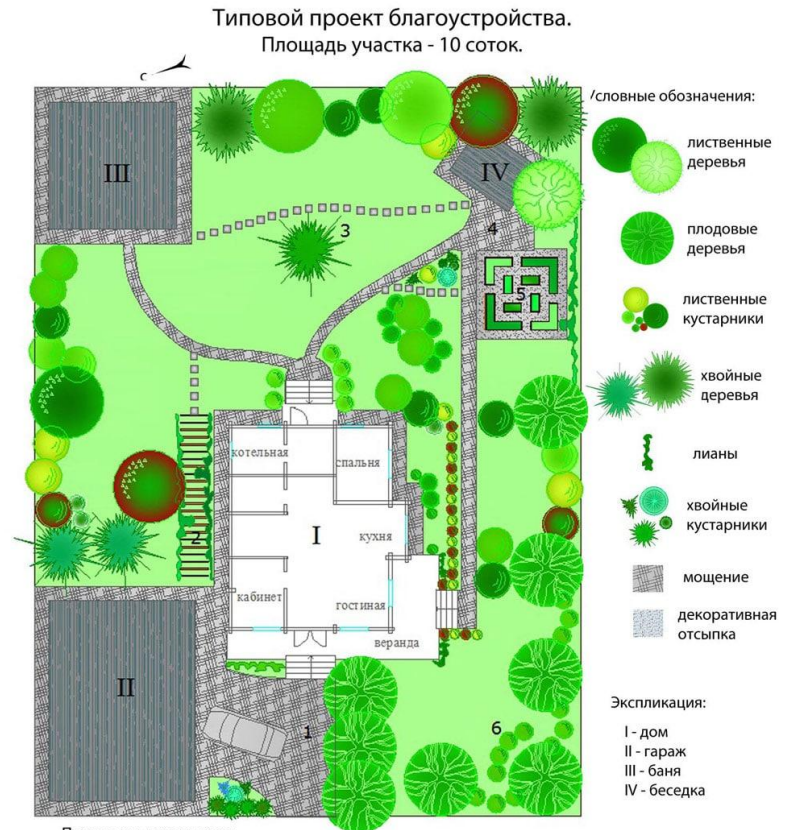 Типовой проект благоустройства.
Площадь участка - 10 соток.
с
III
IV
3
4
5
котельная
спальня
I
кухня
2
кабинет
гостиная
веранда
II
1
6
словные обозначения:
лиственные
деревья
плодовые
деревья
лиственные
кустарники
хвойные
деревья
лианы
хвойные
кустарники
мощение
декоративная
отсыпка
Экспликация:
I - дом
II - гараж
III - баня
IV - беседка